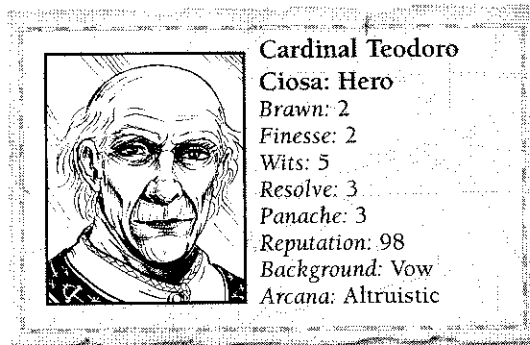 Cardinal Teodoro
Ciosa: Hero
Brawn: 2
Finesse: 2
Wits: 5
Resolve: 3
Panache: 3
Reputation: 98
Background: Vow
Arcana: Altruistic